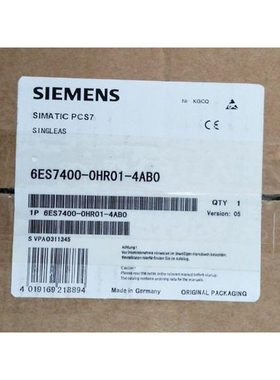 SIEMENS
SIMATIC PCS7
SINGLEAS
6ES7400-0HR01-4AB0
QTY 1
1P 6ES7400-0HR01-4AB0
Version: 05
S VPAO311345
Achtung!
4 019169 218894
Made in Germany
ORIGINAL PACKAGING